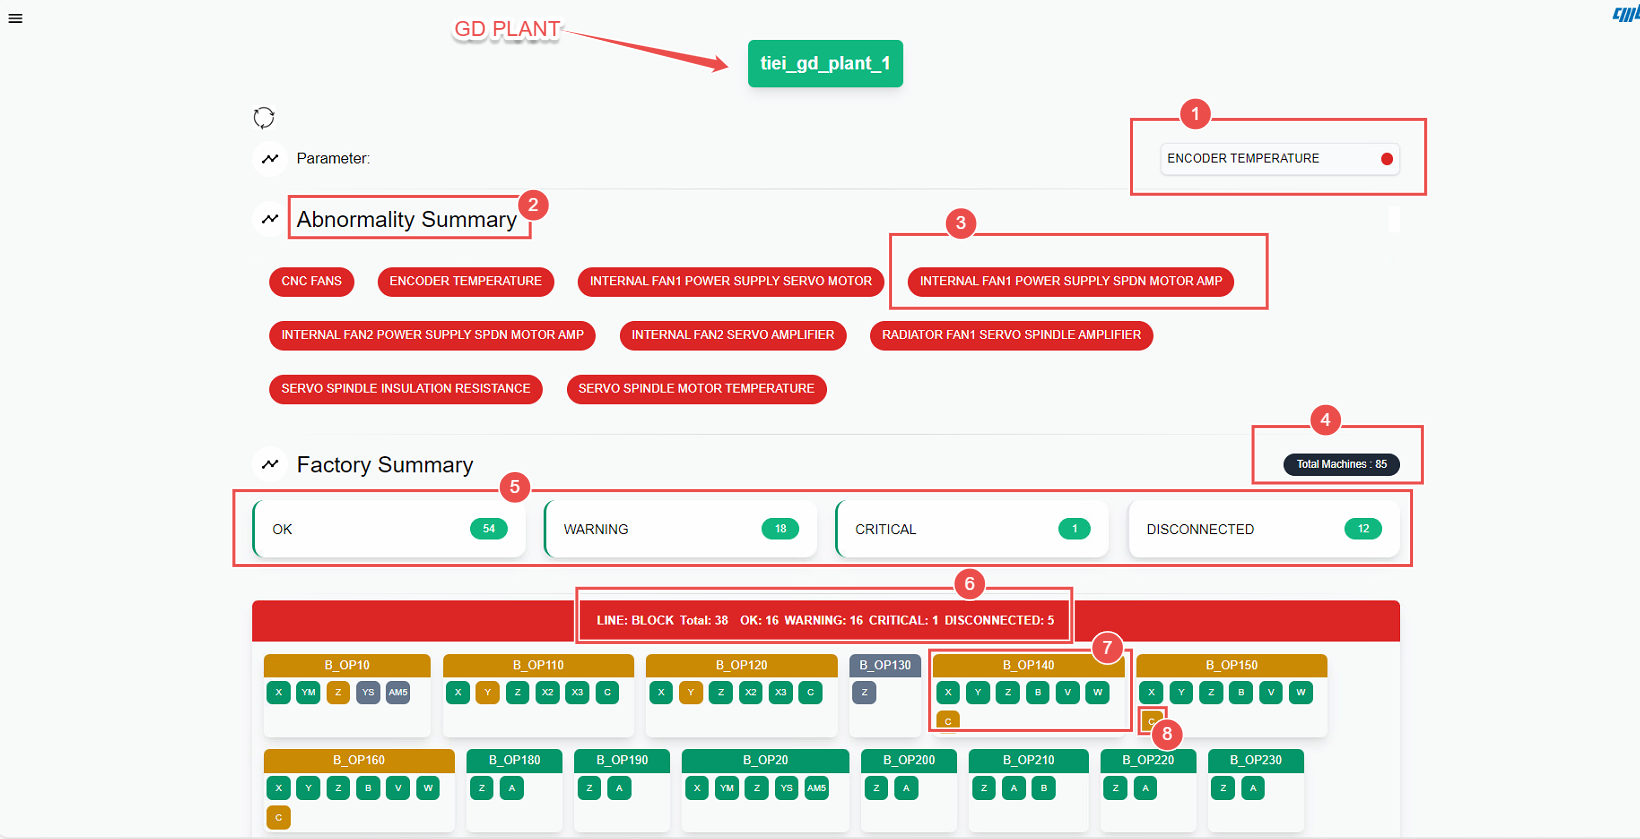 GD PLANT
tiei_gd_plant_1
1
Parameter:
ENCODER TEMPERATURE
Abnormality Summary
2
3
CNC FANS
ENCODER TEMPERATURE
INTERNAL FAN1 POWER SUPPLY SERVO MOTOR
INTERNAL FAN1 POWER SUPPLY SPDN MOTOR AMP
INTERNAL FAN2 POWER SUPPLY SPDN MOTOR AMP
INTERNAL FAN2 SERVO AMPLIFIER
RADIATOR FAN1 SERVO SPINDLE AMPLIFIER
SERVO SPINDLE INSULATION RESISTANCE
SERVO SPINDLE MOTOR TEMPERATURE
4
Factory Summary
Total Machines : 85
5
OK 54
WARNING 18
CRITICAL 1
DISCONNECTED 12
6
LINE: BLOCK Total: 38 OK: 16 WARNING: 16 CRITICAL: 1 DISCONNECTED: 5
7
B_OP10
X YM Z YS AM5
B_OP110
X Y Z X2 X3 C
B_OP120
X Y Z X2 X3 C
B_OP130
Z
B_OP140
X Y Z B V W
C
B_OP150
X Y Z B V W
C
8
B_OP160
X Y Z B V W
C
B_OP180
Z A
B_OP190
Z A
B_OP20
X YM Z YS AM5
B_OP200
Z A
B_OP210
Z A B
B_OP220
Z A
B_OP230
Z A